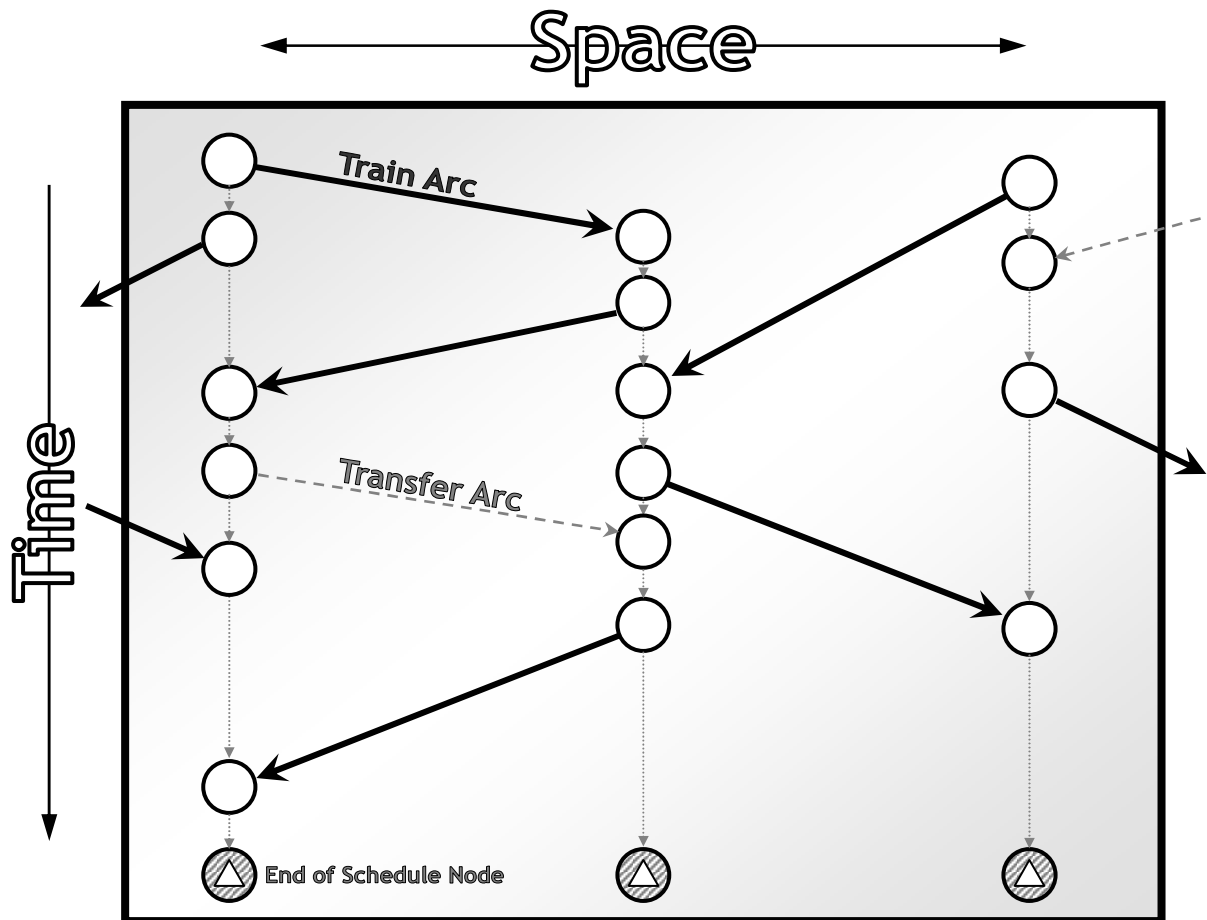 Space
Train Arc
Time
Transfer Arc
End of Schedule Node